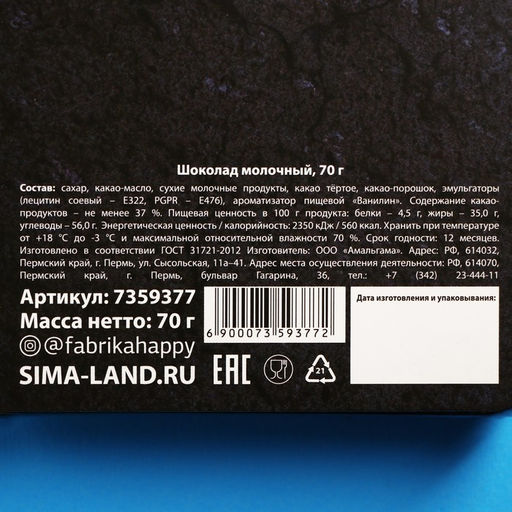 Шоколад молочный, 70 г
Состав: сахар, какао-масло, сухие молочные продукты, какао тёртое, какао-порошок, эмульгаторы
(лецитин соевый – E322, PGPR – E476), ароматизатор пищевой «Ванилин». Содержание какао-
продуктов – не менее 37 %. Пищевая ценность в 100 г продукта: белки – 4,5 г, жиры – 35,0 г,
углеводы – 56,0 г. Энергетическая ценность / калорийность: 2350 кДж / 560 ккал. Хранить при температуре
от +18 °С до -3 °С и максимальной относительной влажности 70 %. Срок годности: 12 месяцев.
Изготовлено в соответствии ГОСТ 31721-2012 Изготовитель: ООО «Амальгама». Адрес: РФ, 614032,
Пермский край, г. Пермь, ул. Сысольская, 11а–41. Адрес места осуществления деятельности: РФ, 614070,
Пермский край, г. Пермь, бульвар Гагарина, 36, тел.: +7 (342) 23-444-11
Артикул: 7359377
Масса нетто: 70 г
@fabrikahappy
SIMA-LAND.RU
6 900073 593772
EAC
21
Дата изготовления и упаковывания: